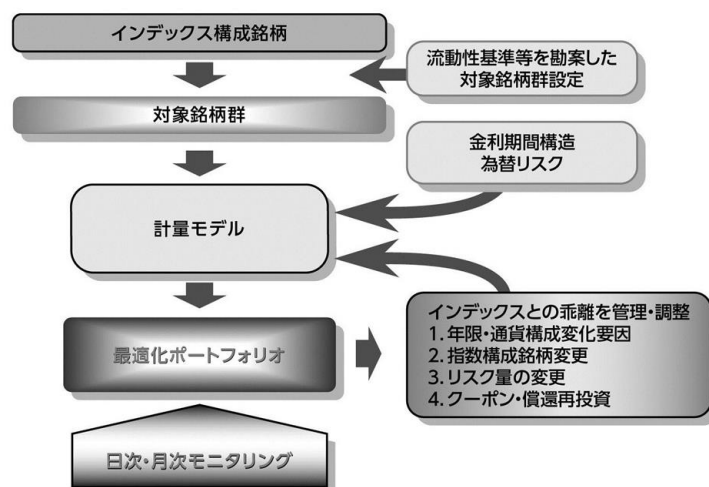 インデックス構成銘柄
流動性基準等を勘案した
対象銘柄群設定
対象銘柄群
金利期間構造
為替リスク
計量モデル
最適化ポートフォリオ
インデックスとの乖離を管理・調整
1. 年限・通貨構成変化要因
2. 指数構成銘柄変更
3. リスク量の変更
4. クーポン・償還再投資
日次・月次モニタリング